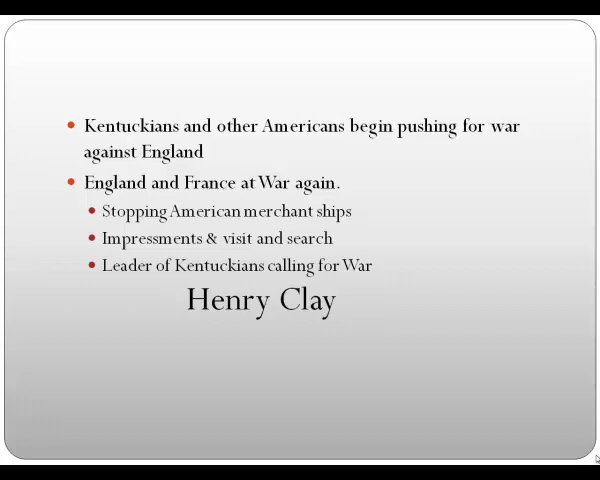 Kentuckians and other Americans begin pushing for war
against England
England and France at War again.
Stopping American merchant ships
Impressments & visit and search
Leader of Kentuckians calling for War
Henry Clay